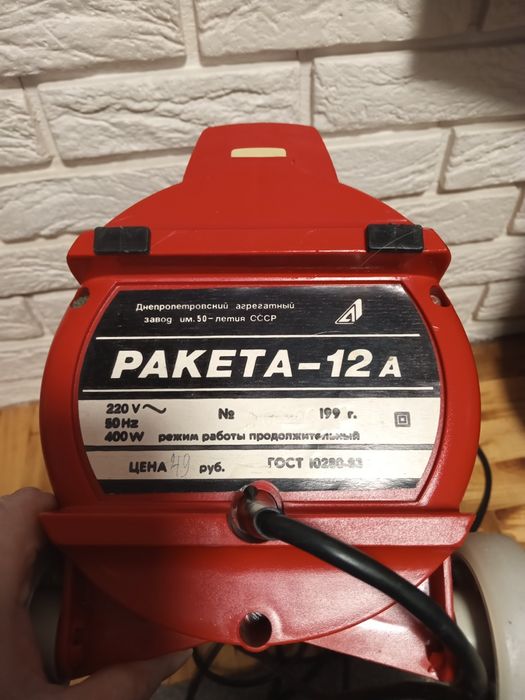 Днепропетровский агрегатный
завод им. 50-летия СССР
РАКЕТА-12 А
220 V ~
50 Hz
№ 199 г.
400 W режим работы продолжительный
ЦЕНА 49 руб. ГОСТ 10280-83